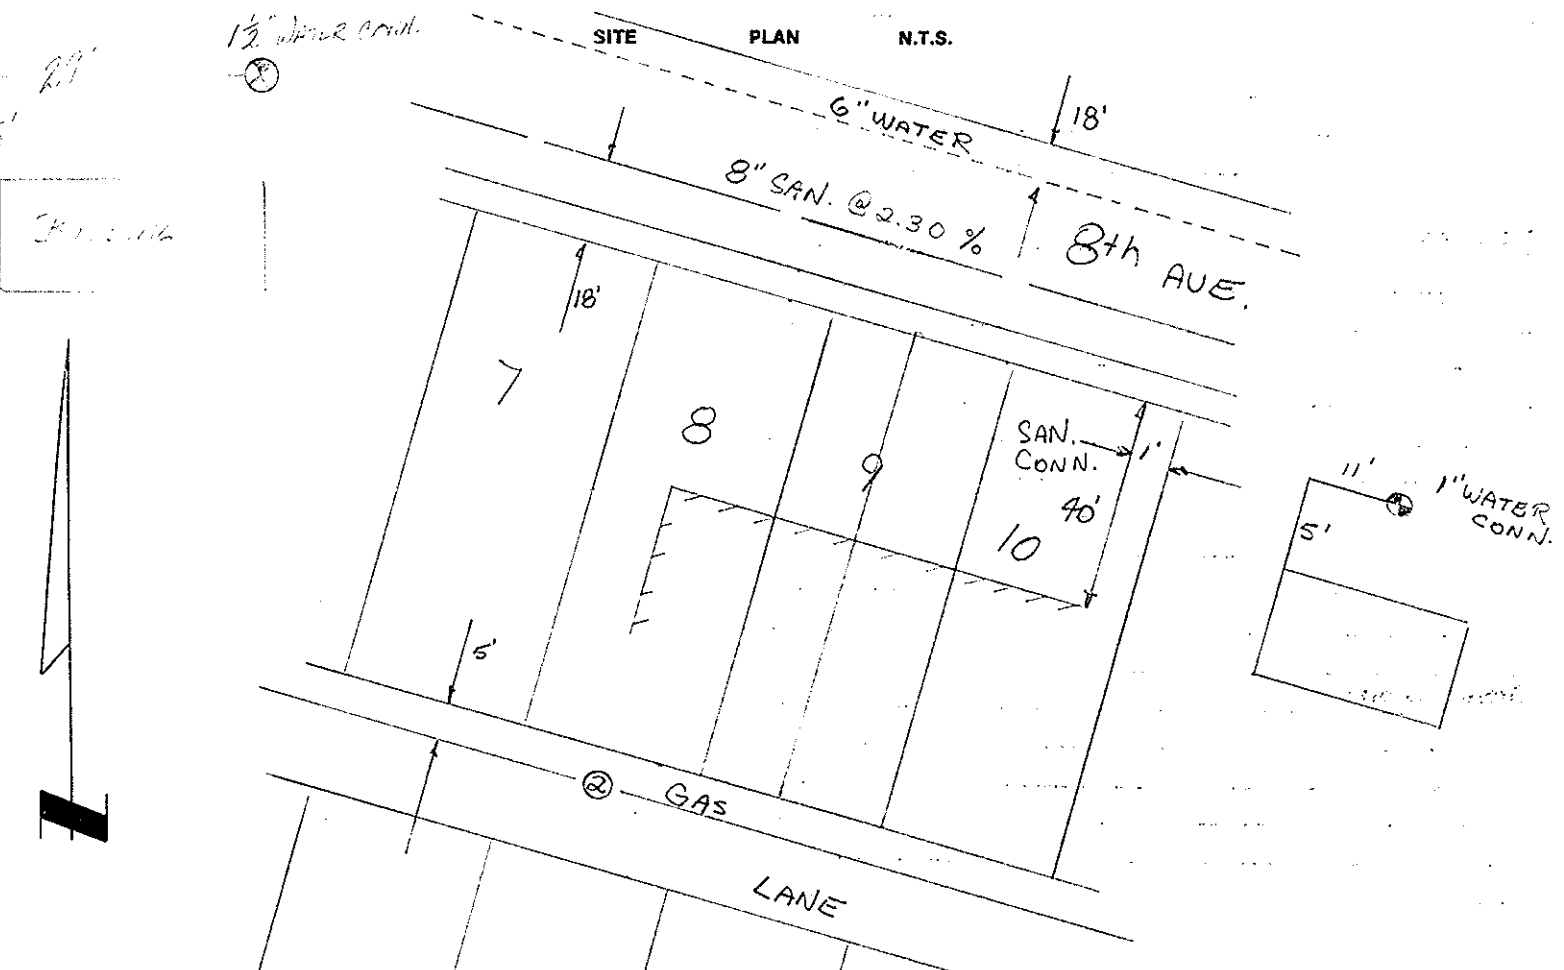 SITE PLAN N.T.S.
1½" WATER CONN.
29'
6" WATER
18'
8" SAN. @ 2.30 %
8th AVE.
18'
7
8
9
10
SAN. CONN.
1'
40'
11'
1" WATER CONN.
5'
5'
② GAS
LANE